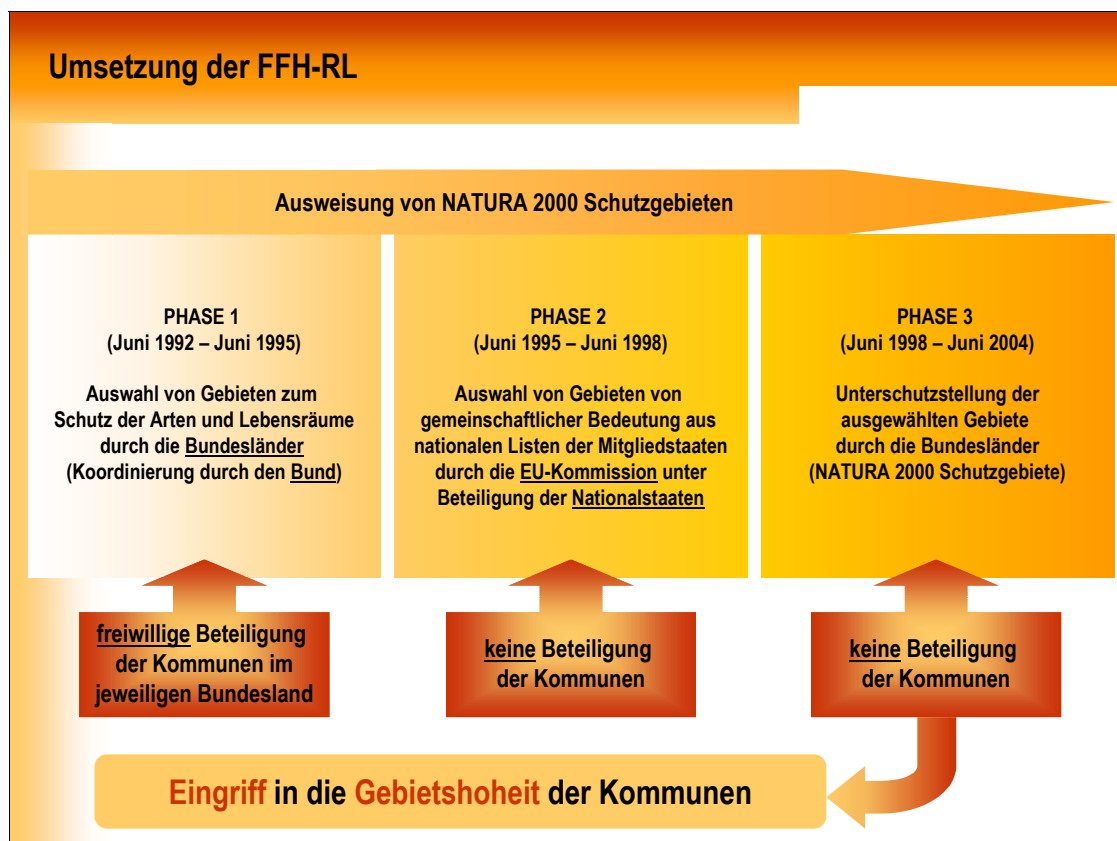 Umsetzung der FFH-RL
Ausweisung von NATURA 2000 Schutzgebieten
PHASE 1
(Juni 1992 – Juni 1995)
Auswahl von Gebieten zum
Schutz der Arten und Lebensräume
durch die Bundesländer
(Koordinierung durch den Bund)
PHASE 2
(Juni 1995 – Juni 1998)
Auswahl von Gebieten von
gemeinschaftlicher Bedeutung aus
nationalen Listen der Mitgliedstaaten
durch die EU-Kommission unter
Beteiligung der Nationalstaaten
PHASE 3
(Juni 1998 – Juni 2004)
Unterschutzstellung der
ausgewählten Gebiete
durch die Bundesländer
(NATURA 2000 Schutzgebiete)
freiwillige Beteiligung
der Kommunen im
jeweiligen Bundesland
keine Beteiligung
der Kommunen
keine Beteiligung
der Kommunen
Eingriff in die Gebietshoheit der Kommunen